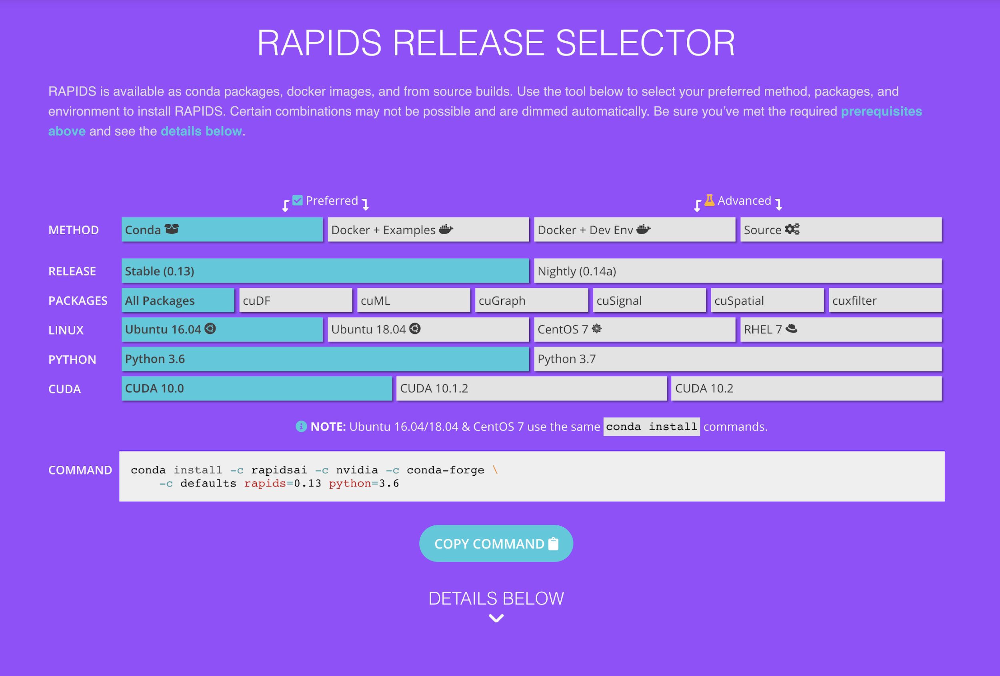 RAPIDS RELEASE SELECTOR
RAPIDS is available as conda packages, docker images, and from source builds. Use the tool below to select your preferred method, packages, and
environment to install RAPIDS. Certain combinations may not be possible and are dimmed automatically. Be sure you’ve met the required prerequisites
above and see the details below.
Preferred Advanced
METHOD Conda Docker + Examples Docker + Dev Env Source
RELEASE Stable (0.13) Nightly (0.14a)
PACKAGES All Packages cuDF cuML cuGraph cuSignal cuSpatial cuxfilter
LINUX Ubuntu 16.04 Ubuntu 18.04 CentOS 7 RHEL 7
PYTHON Python 3.6 Python 3.7
CUDA CUDA 10.0 CUDA 10.1.2 CUDA 10.2
NOTE: Ubuntu 16.04/18.04 & CentOS 7 use the same conda install commands.
COMMAND conda install -c rapidsai -c nvidia -c conda-forge \
-c defaults rapids=0.13 python=3.6
COPY COMMAND
DETAILS BELOW